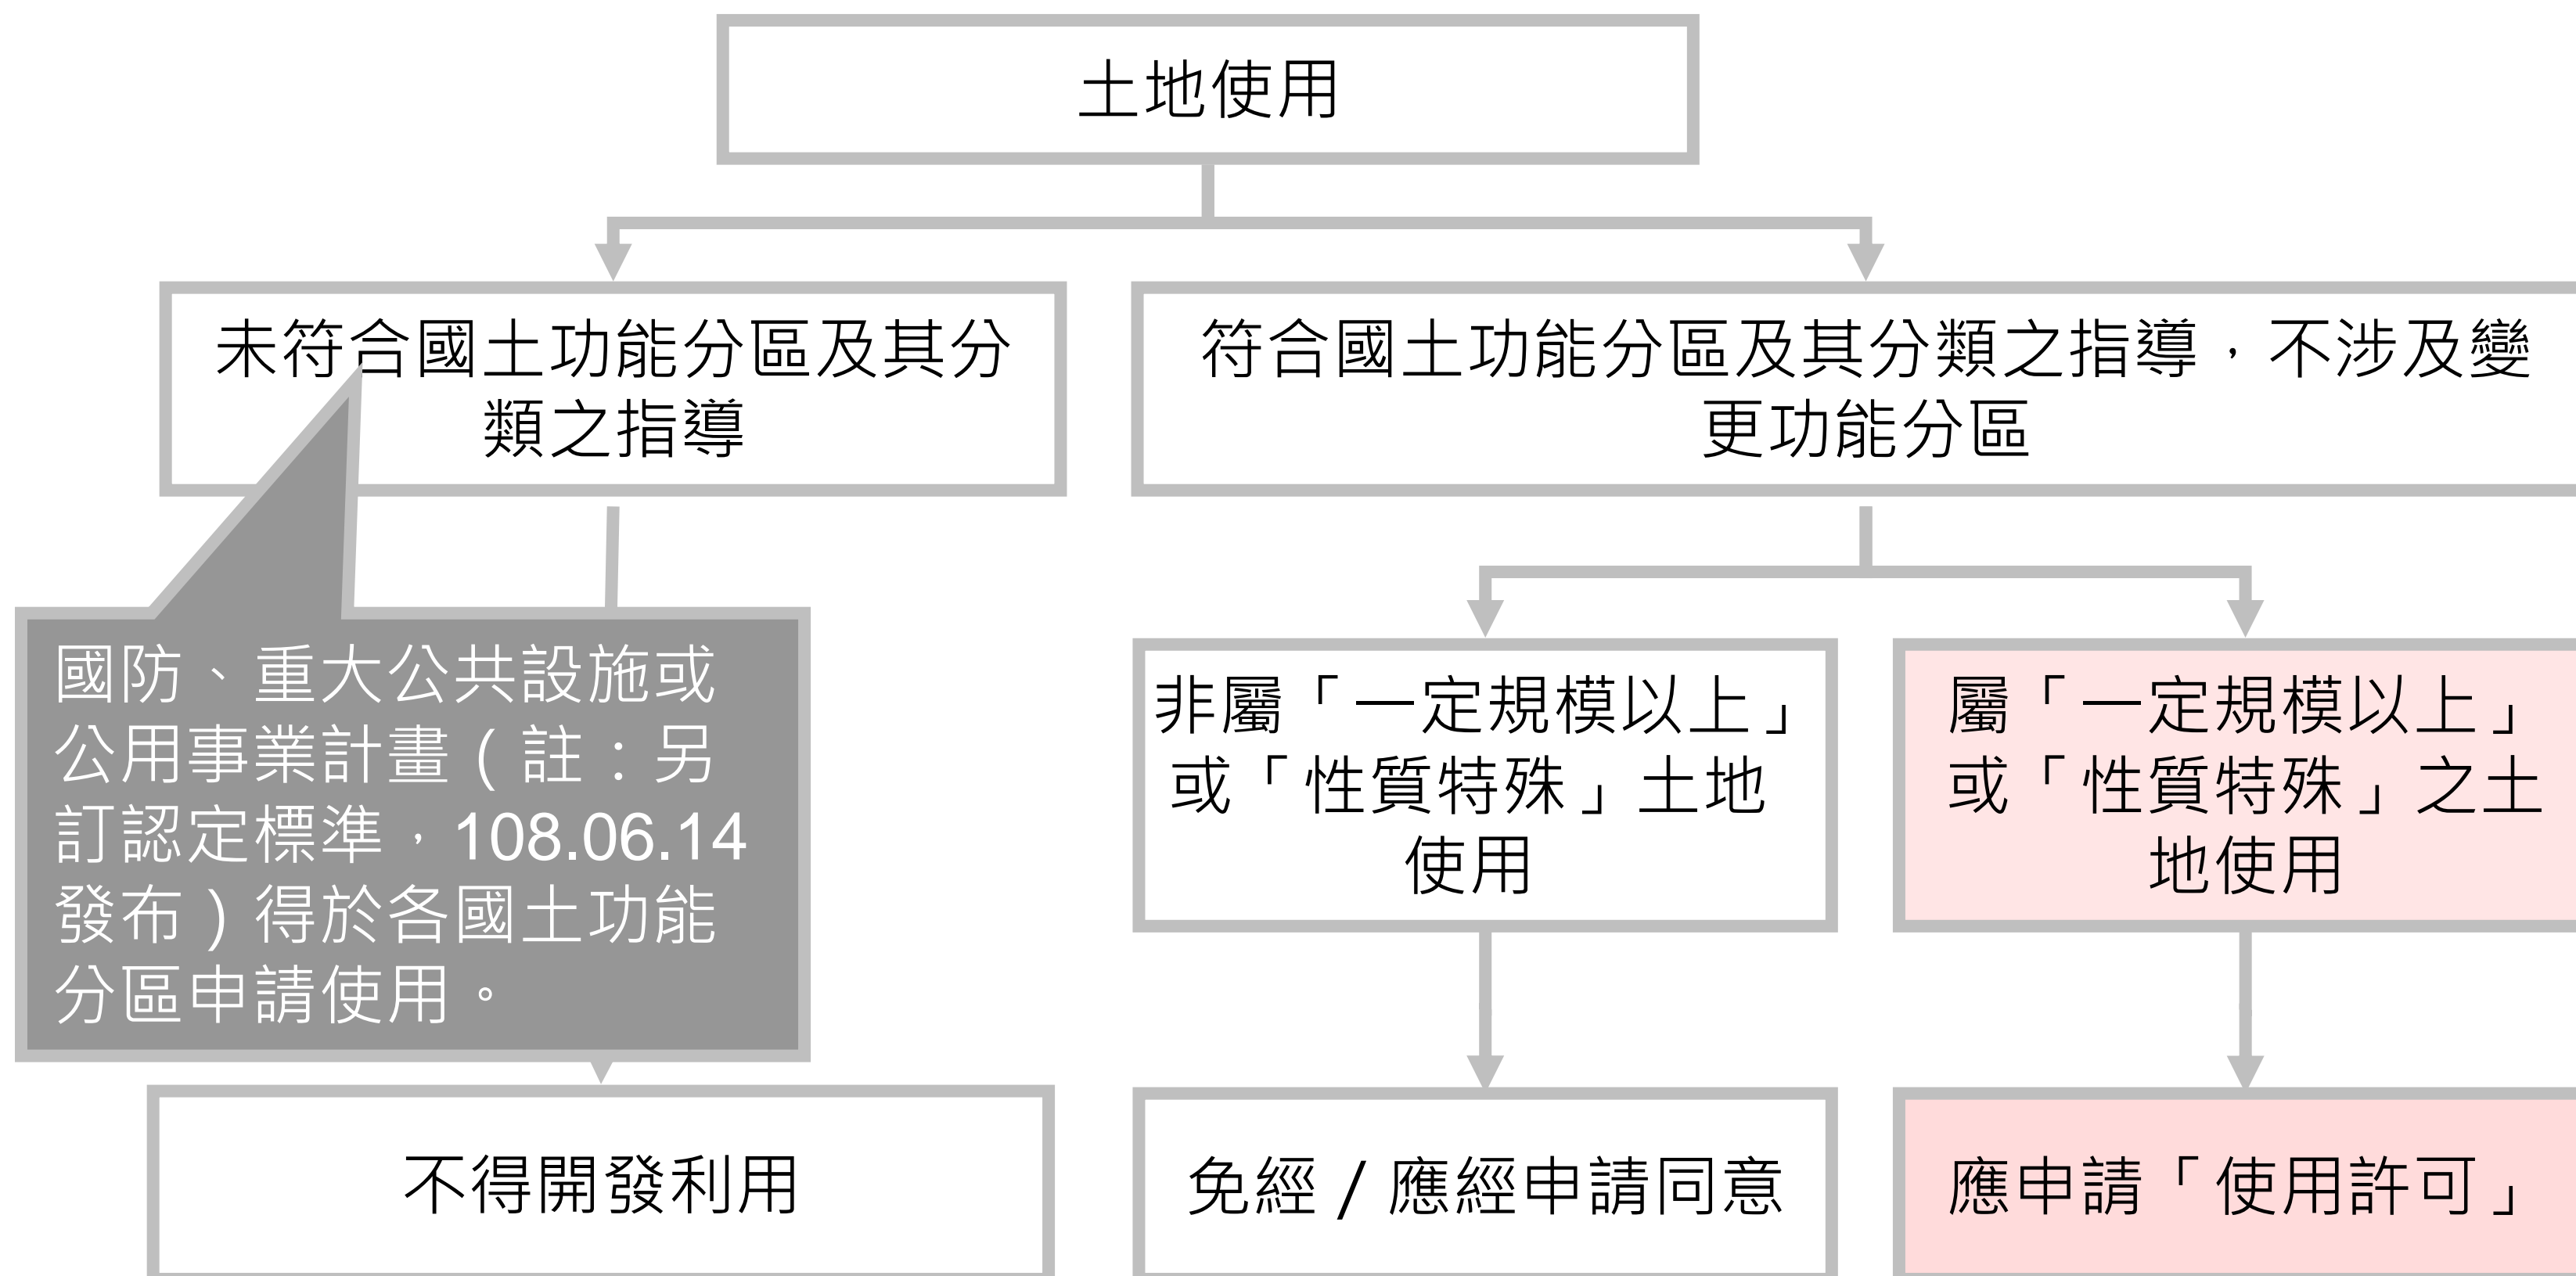 土地使用
未符合國土功能分區及其分
類之指導
符合國土功能分區及其分類之指導，不涉及變
更功能分區
國防、重大公共設施或
公用事業計畫（註：另
訂認定標準，108.06.14
發布）得於各國土功能
分區申請使用。
非屬「一定規模以上」
或「性質特殊」土地
使用
屬「一定規模以上」
或「性質特殊」之土
地使用
不得開發利用
免經/應經申請同意
應申請「使用許可」